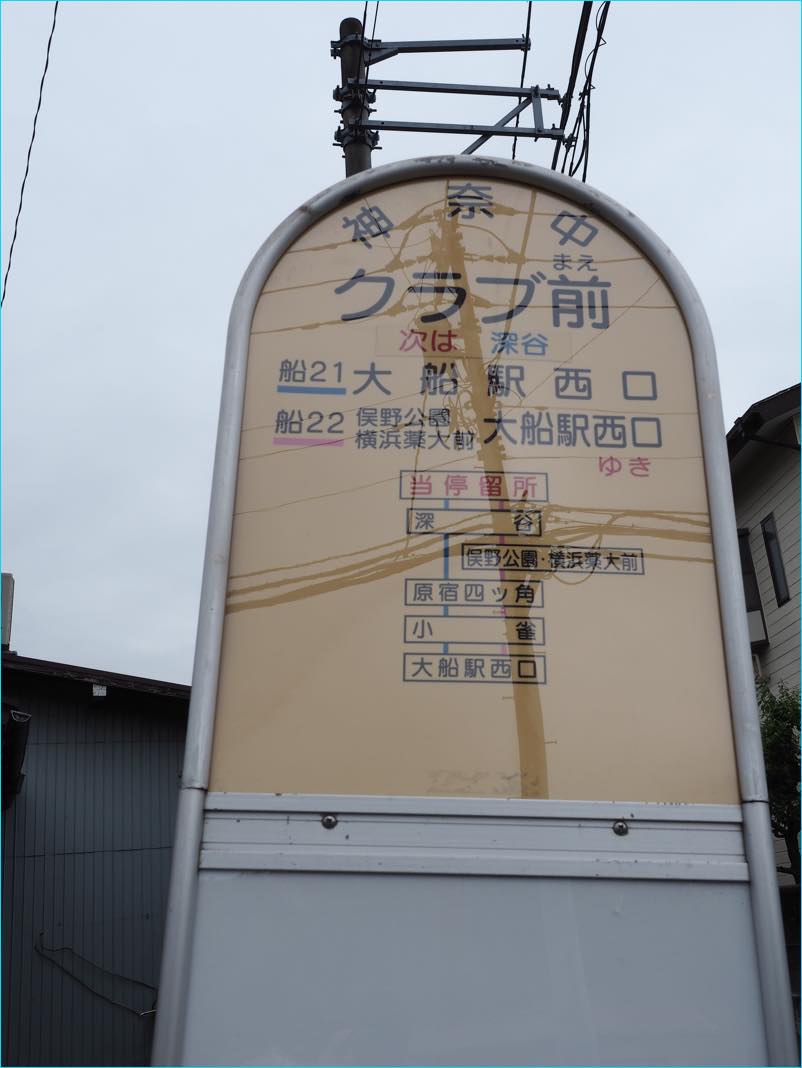 神奈中
まえ
クラブ前
次は 深谷
船21 大船駅西口
船22 俣野公園 横浜薬大前 大船駅西口
ゆき
当停留所
深谷
俣野公園・横浜薬大前
原宿四ッ角
小雀
大船駅西口